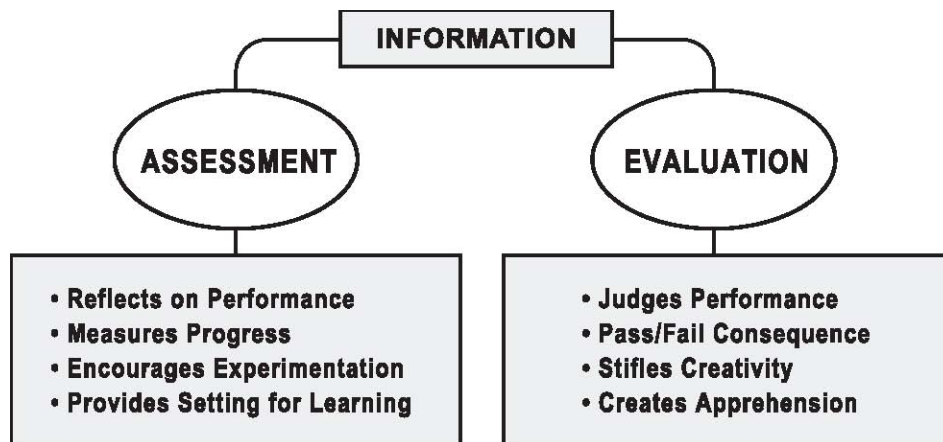 INFORMATION
ASSESSMENT
EVALUATION
• Reflects on Performance
• Measures Progress
• Encourages Experimentation
• Provides Setting for Learning
• Judges Performance
• Pass/Fail Consequence
• Stifles Creativity
• Creates Apprehension